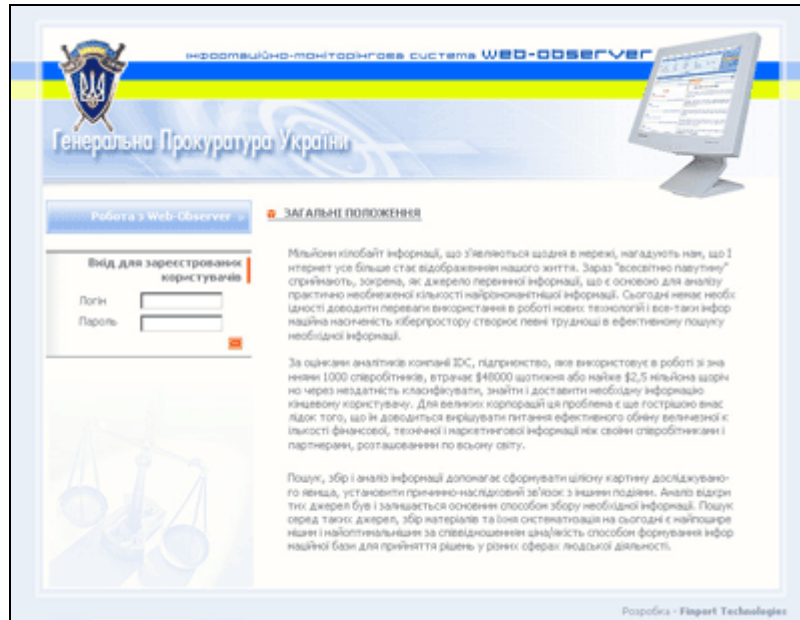 інформаційно-моніторінгова система WEB-OBSERVER
Генеральна Прокуратура України
Робота з Web-Observer »
ЗАГАЛЬНІ ПОЛОЖЕННЯ
Вхід для зареєстрованих
користувачів
Логін
Пароль
Мільйони кілобайт інформації, що з'являються щодня в мережі, нагадують нам, що І
нтернет усе більше стає відображенням нашого життя. Зараз "всесвітню павутину"
сприймають, зокрема, як джерело первинної інформації, що є основою для аналізу
практично необмеженої кількості найрізноманітнішої інформації. Сьогодні немає необх
ідності доводити переваги використання в роботі нових технологій і все-таки інфор
маційна насиченість кіберпростору створює певні труднощі в ефективному пошуку
необхідної інформації.
За оцінками аналітиків компанії IDC, підприємство, яке використовує в роботі зі зна
ннями 1000 співробітників, втрачає $48000 щотижня або майже $2,5 мільйона щоріч
но через нездатність класифікувати, знайти і доставити необхідну інформацію
кінцевому користувачу. Для великих корпорацій ця проблема є ще гострішою внас
лідок того, що їм доводиться вирішувати питання ефективного обміну величезної к
ількості фінансової, технічної і маркетингової інформації між своїми співробітниками і
партнерами, розташованими по всьому світу.
Пошук, збір і аналіз інформації допомагає сформувати цілісну картину досліджувано-
го явища, установити причинно-наслідковий зв'язок з іншими подіями. Аналіз відкри
тих джерел був і залишається основним способом збору необхідної інформації. Пошук
серед таких джерел, збір матеріалів та їхня систематизація на сьогодні є найпошире
нішим і найоптимальнішим за співвідношенням ціна/якість способом формування інфор
маційної бази для прийняття рішень у різних сферах людської діяльності.
Розробка - Finport Technologies